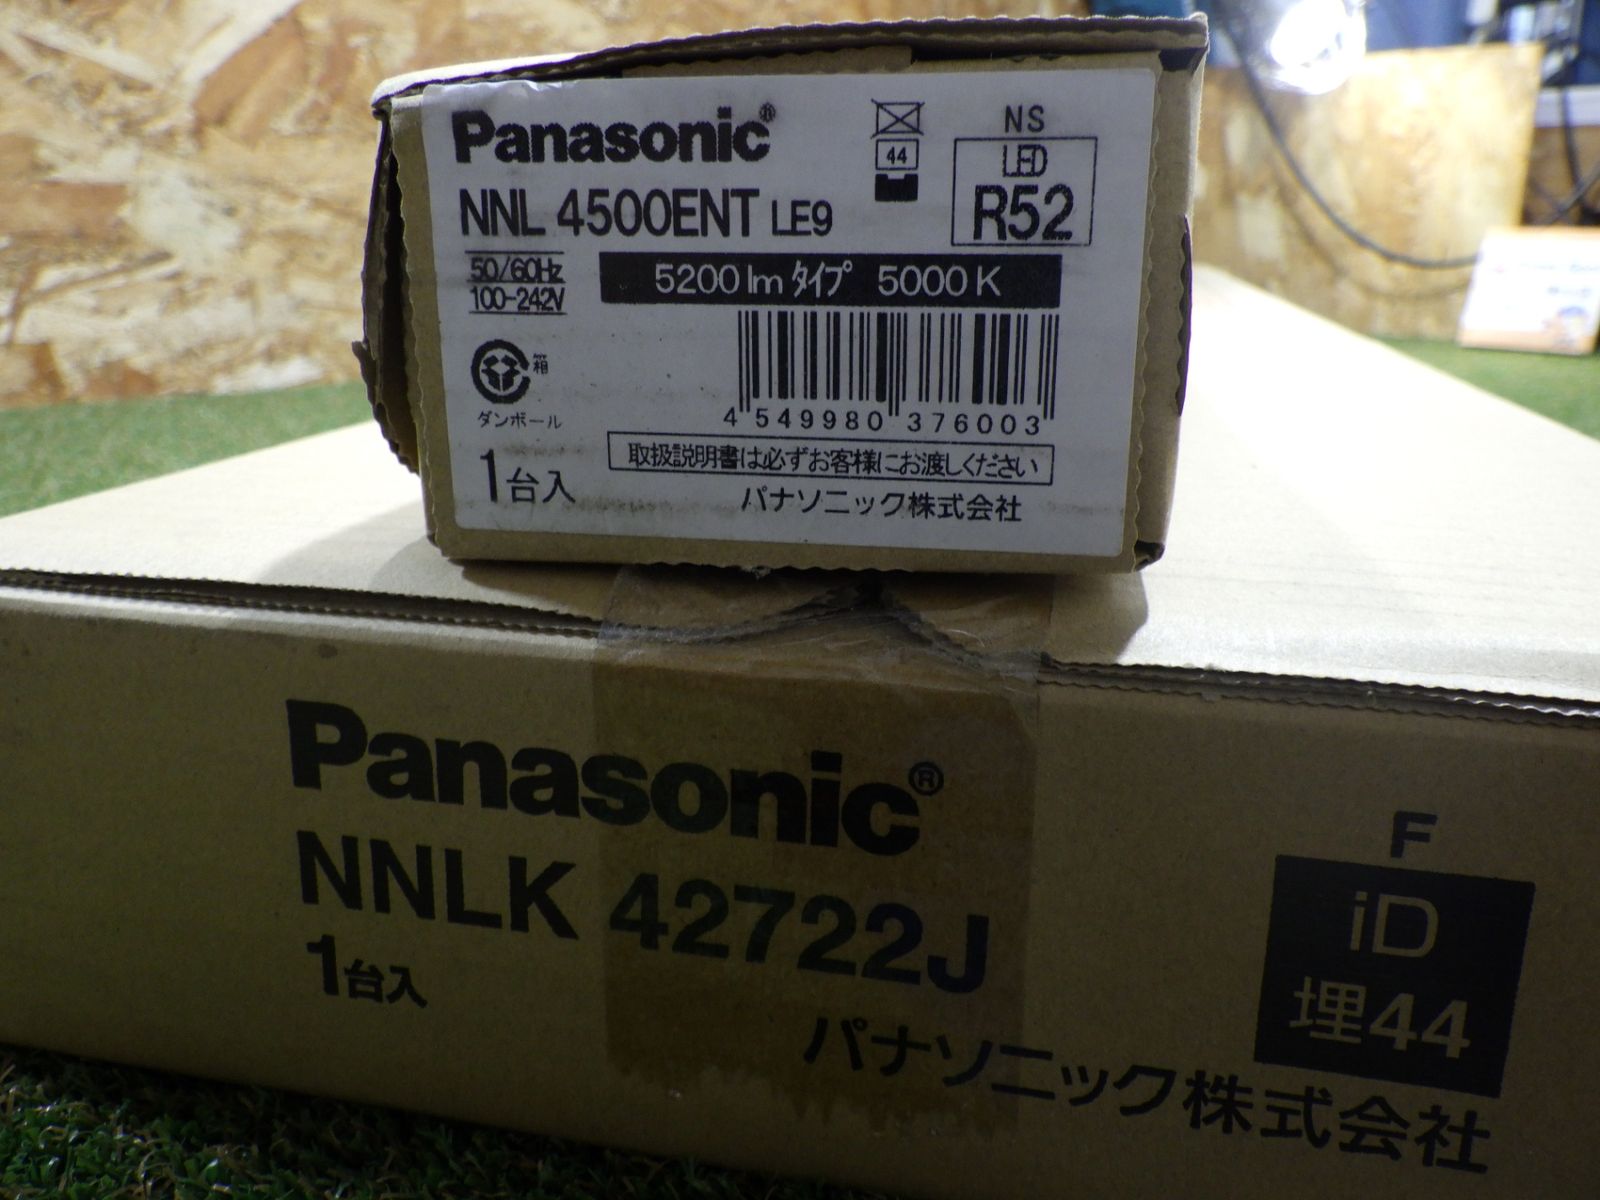 Panasonic®
NNL 4500ENT LE9
50/60Hz
100-242V
44
NS
LED
R52
5200 lm タイプ 5000 K
箱
ダンボール
4 549980 376003
取扱説明書は必ずお客様にお渡しください
1台入
パナソニック株式会社
Panasonic®
NNLK 42722J
1台入
F
iD
埋44
パナソニック株式会社